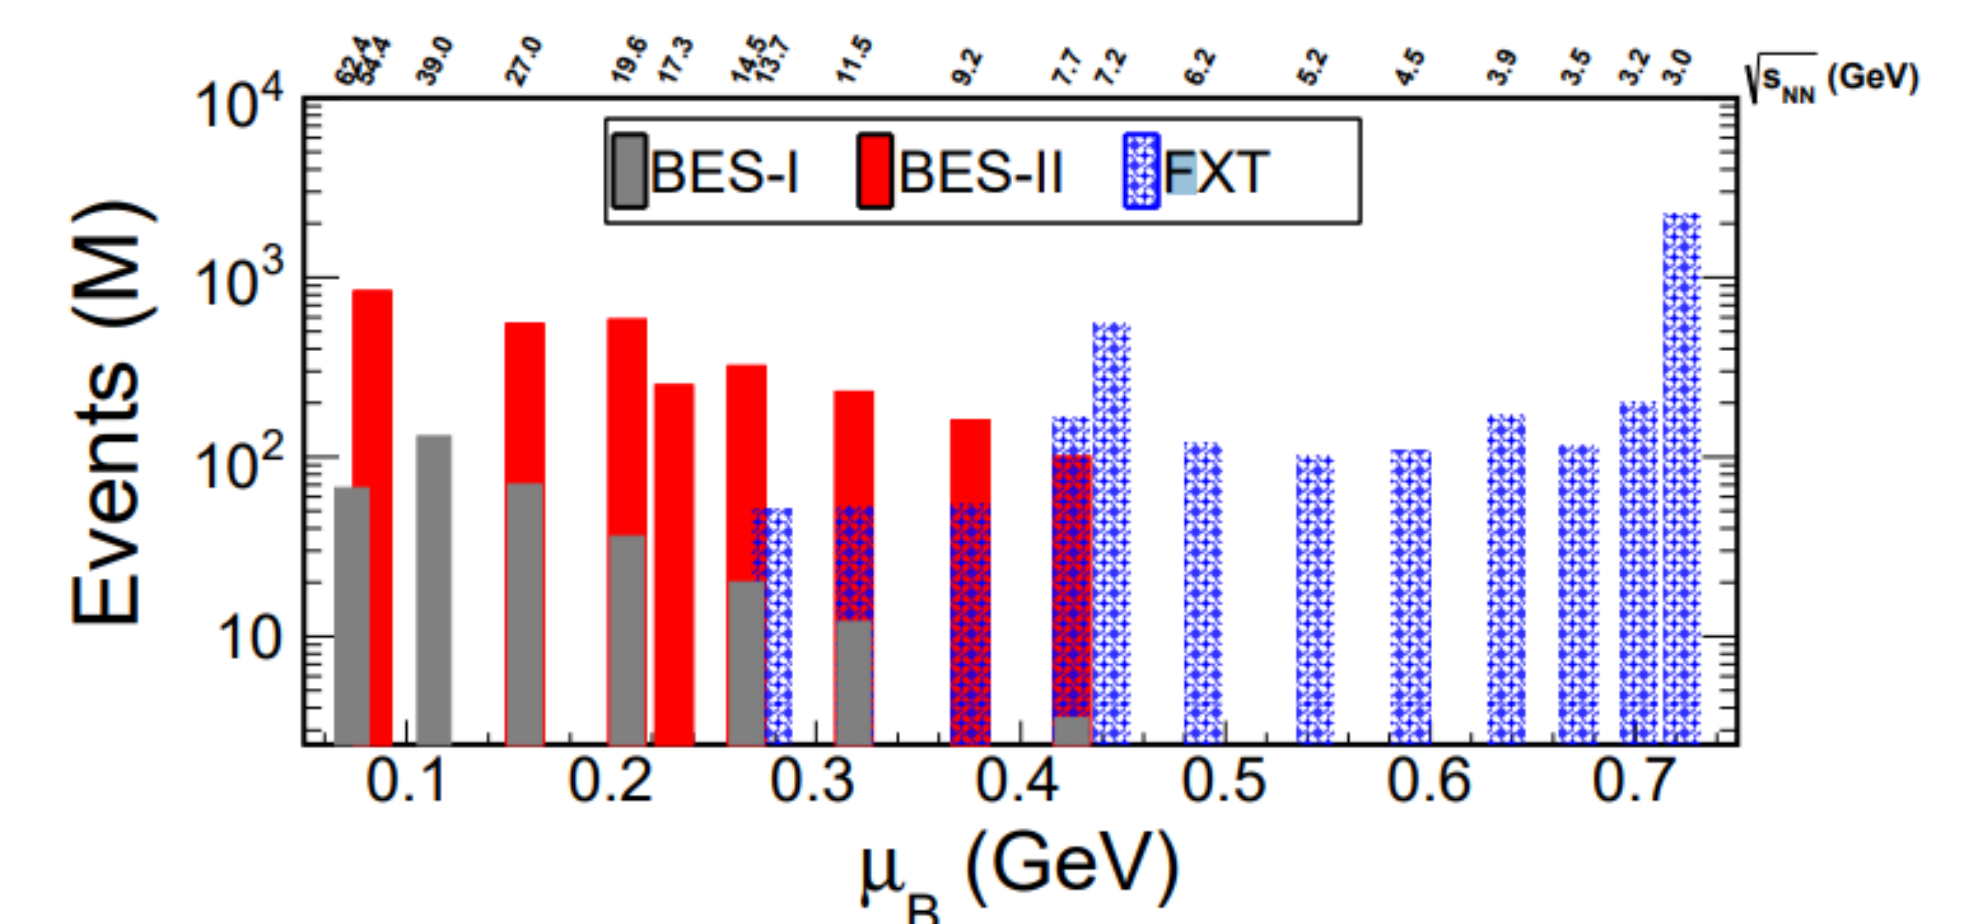 62.4 54.4 39.0 27.0 19.6 17.3 14.5 13.7 11.5 9.2 7.7 7.2 6.2 5.2 4.5 3.9 3.5 3.2 3.0 √sNN (GeV)
10^4
BES-I BES-II FXT
10^3
Events (M)
10^2
10
0.1 0.2 0.3 0.4 0.5 0.6 0.7
μB (GeV)